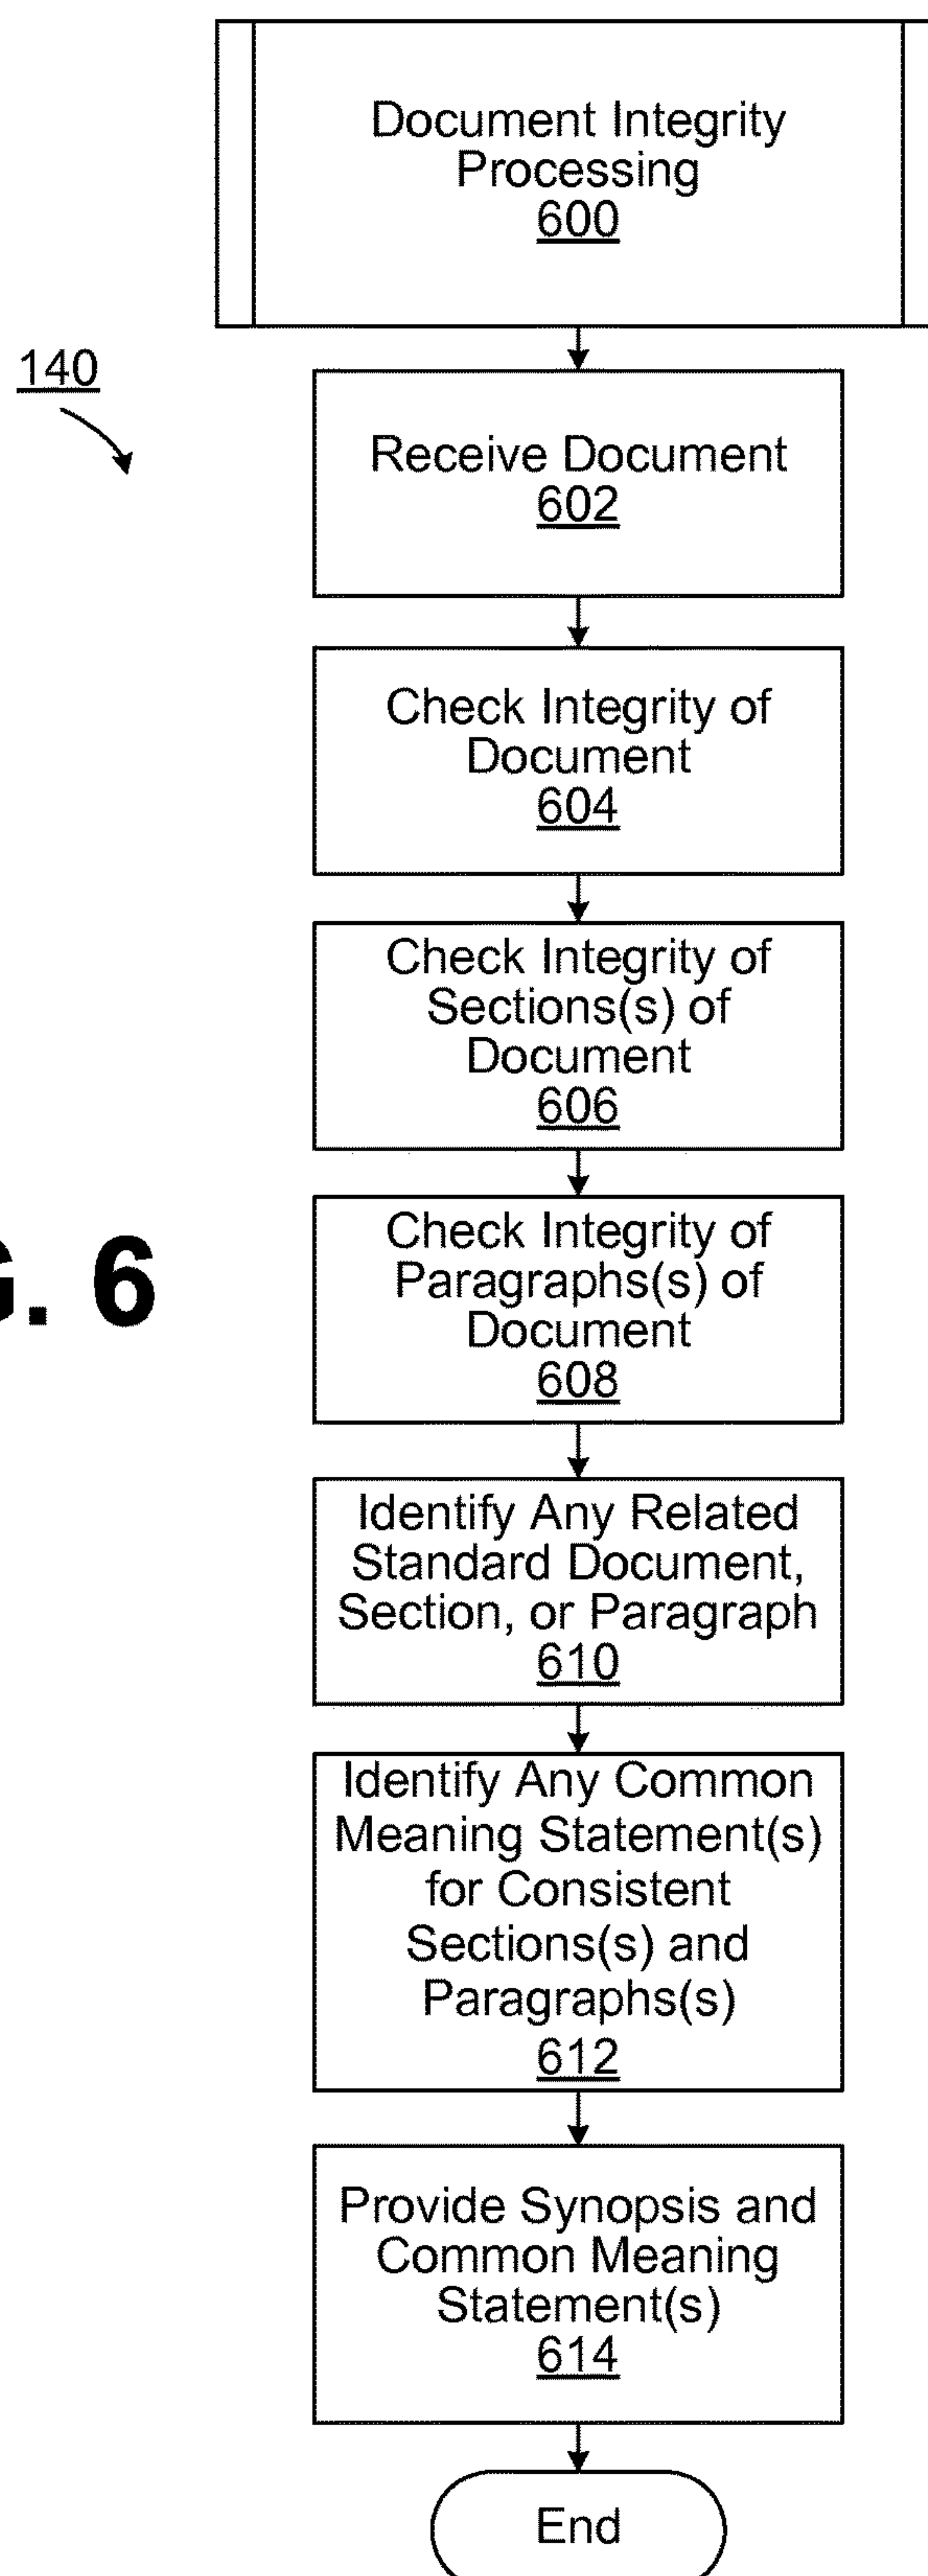 Document Integrity
Processing
600
140
Receive Document
602
Check Integrity of
Document
604
Check Integrity of
Sections(s) of
Document
606
Check Integrity of
Paragraphs(s) of
Document
608
G. 6
Identify Any Related
Standard Document,
Section, or Paragraph
610
Identify Any Common
Meaning Statement(s)
for Consistent
Sections(s) and
Paragraphs(s)
612
Provide Synopsis and
Common Meaning
Statement(s)
614
End